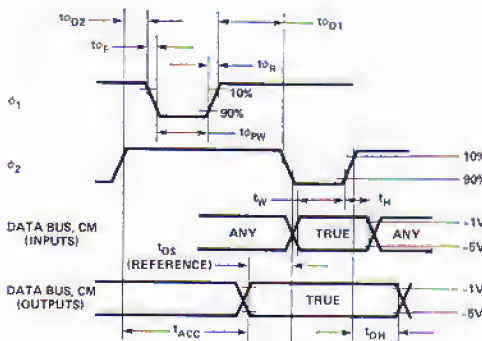 tφD2
tφD1
tφF
tφR
φ1
10%
90%
tφPW
φ2
10%
90%
tW
tH
DATA BUS, CM
(INPUTS)
ANY
TRUE
ANY
-1V
-5V
tOS
(REFERENCE)
DATA BUS, CM
(OUTPUTS)
TRUE
-1V
-5V
tACC
tOH